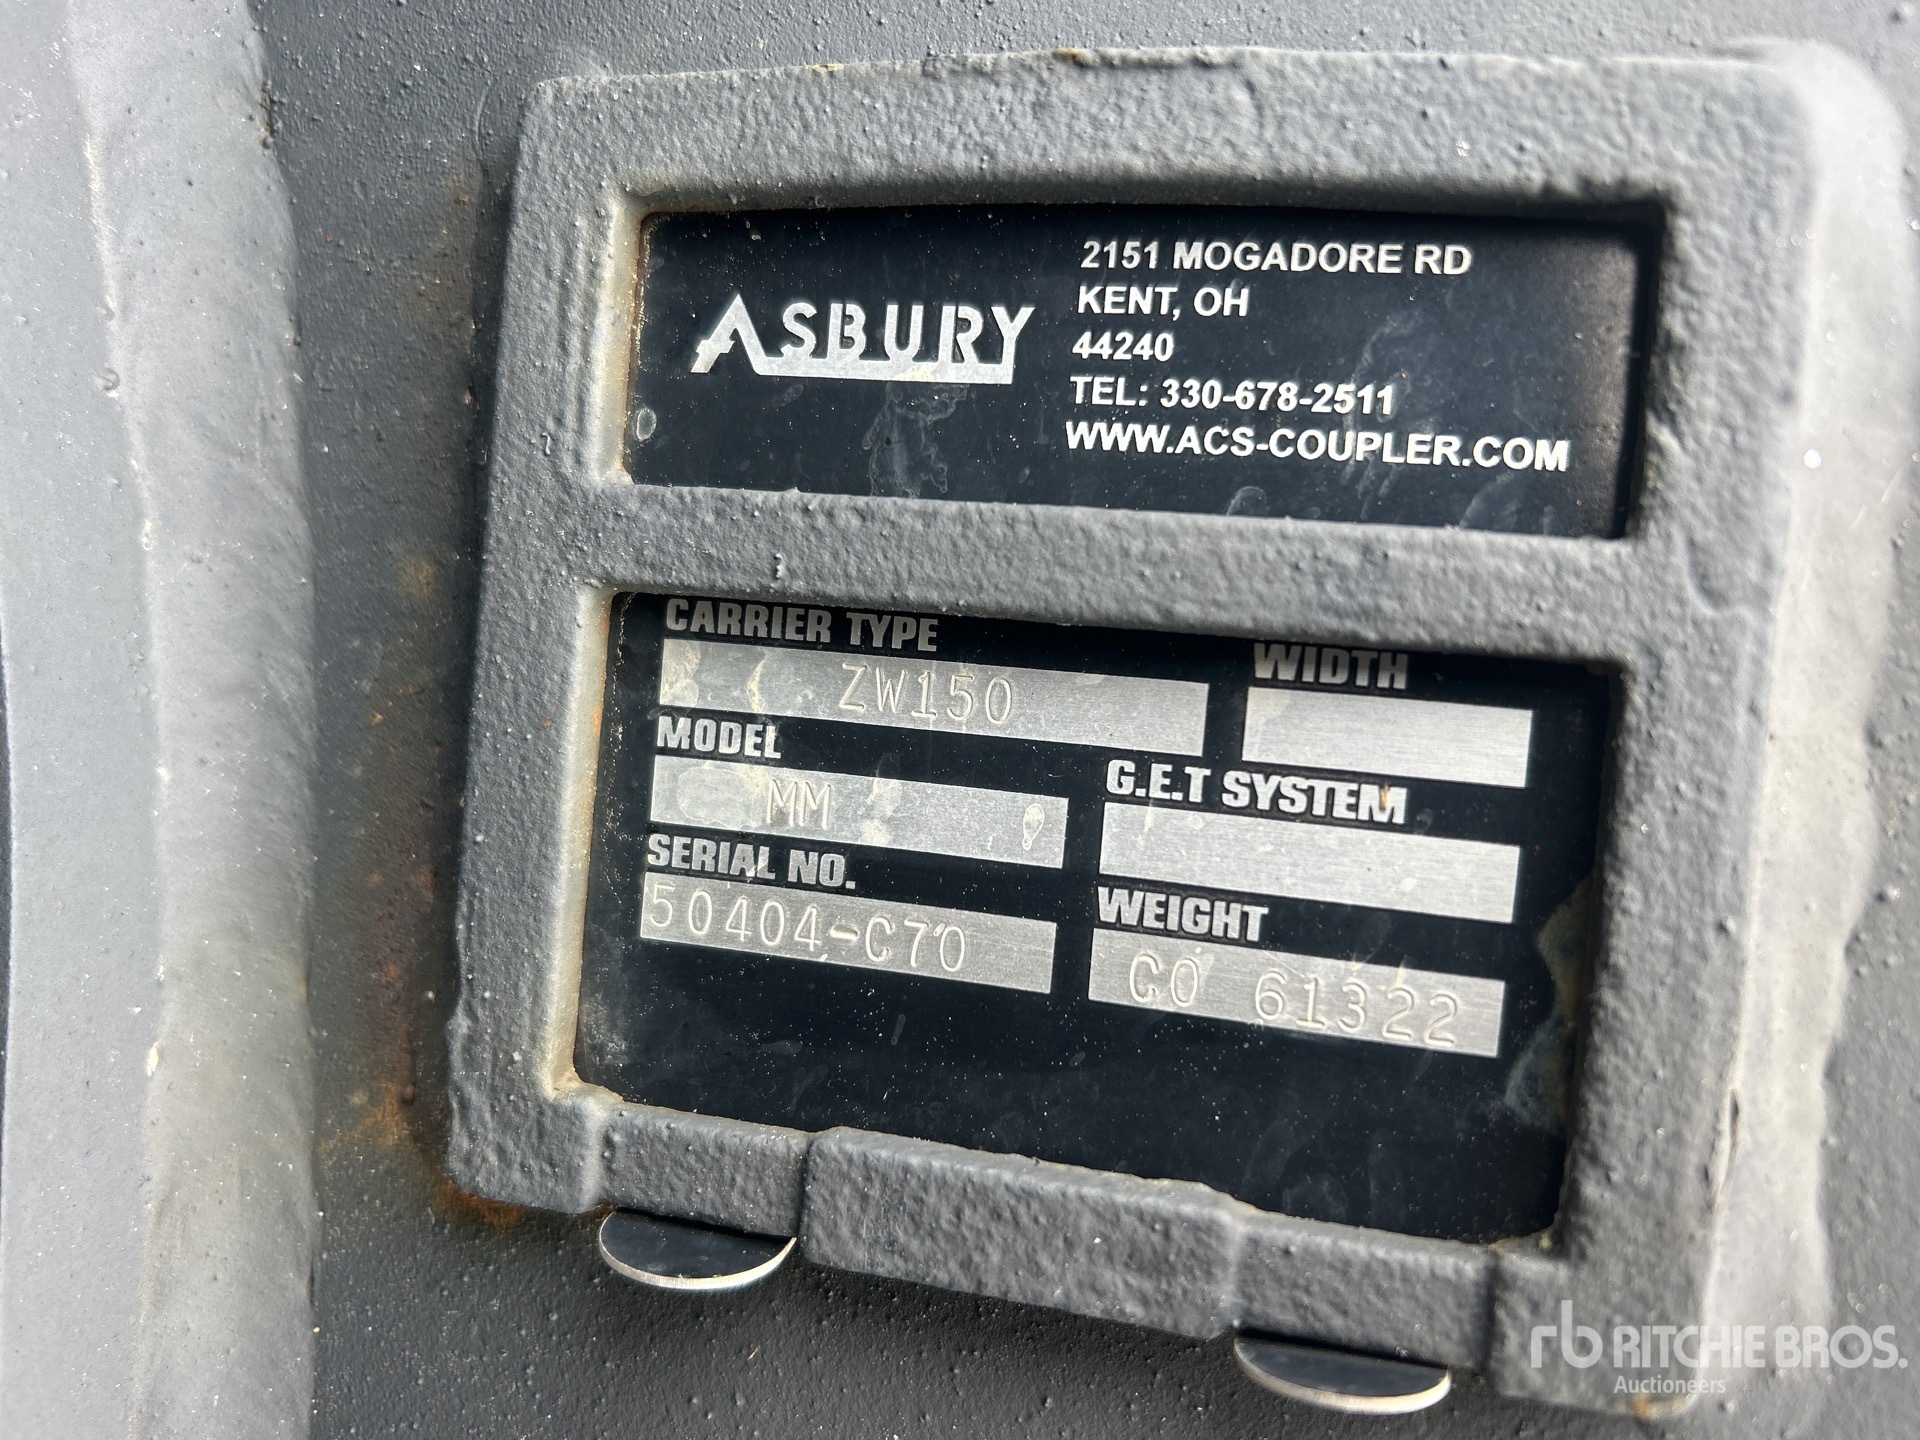 ASBURY
2151 MOGADORE RD
KENT, OH
44240
TEL: 330-678-2511
WWW.ACS-COUPLER.COM
CARRIER TYPE
ZW150
WIDTH
MODEL
MM
G.E.T SYSTEM
SERIAL NO.
50404-C70
WEIGHT
CO 61322
rb RITCHIE BROS.
Auctioneers